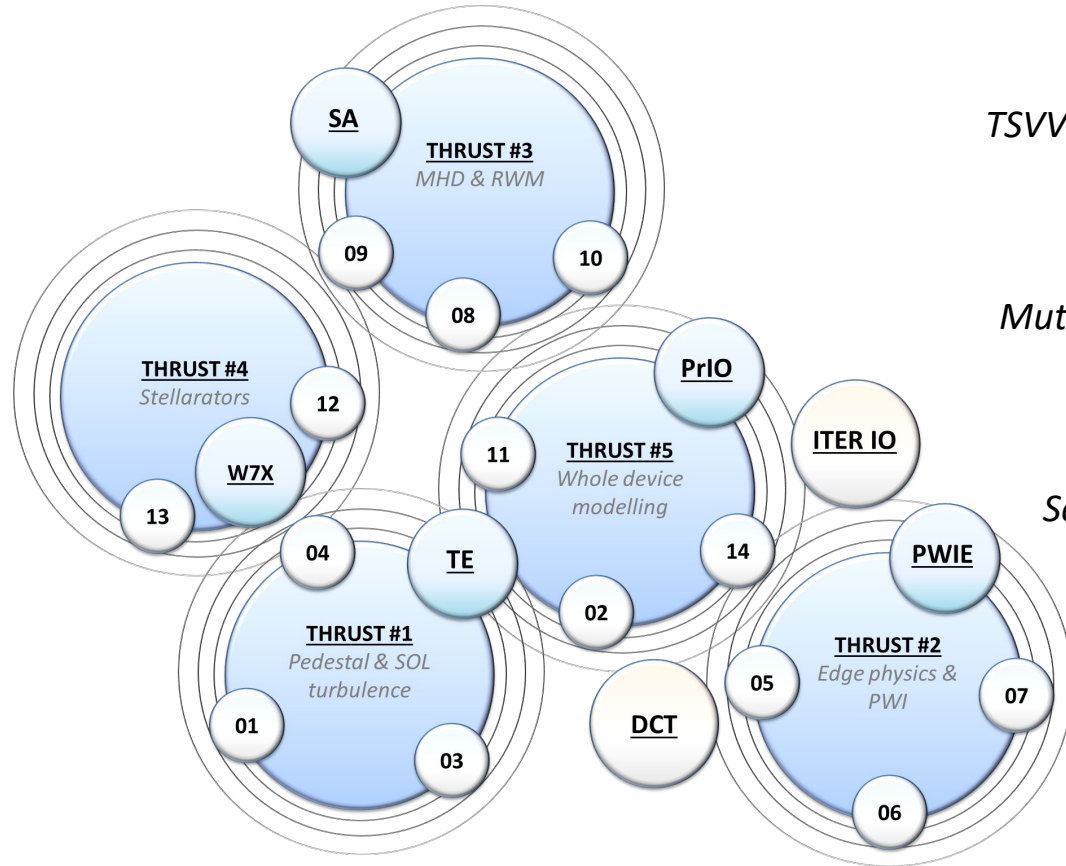 SA
THRUST #3
MHD & RWM
09
10
08
TSVV
THRUST #4
Stellarators
12
W7X
13
PrIO
11
THRUST #5
Whole device
modelling
14
02
ITER IO
Mut
04
TE
THRUST #1
Pedestal & SOL
turbulence
01
03
DCT
PWIE
THRUST #2
Edge physics &
PWI
05
07
06